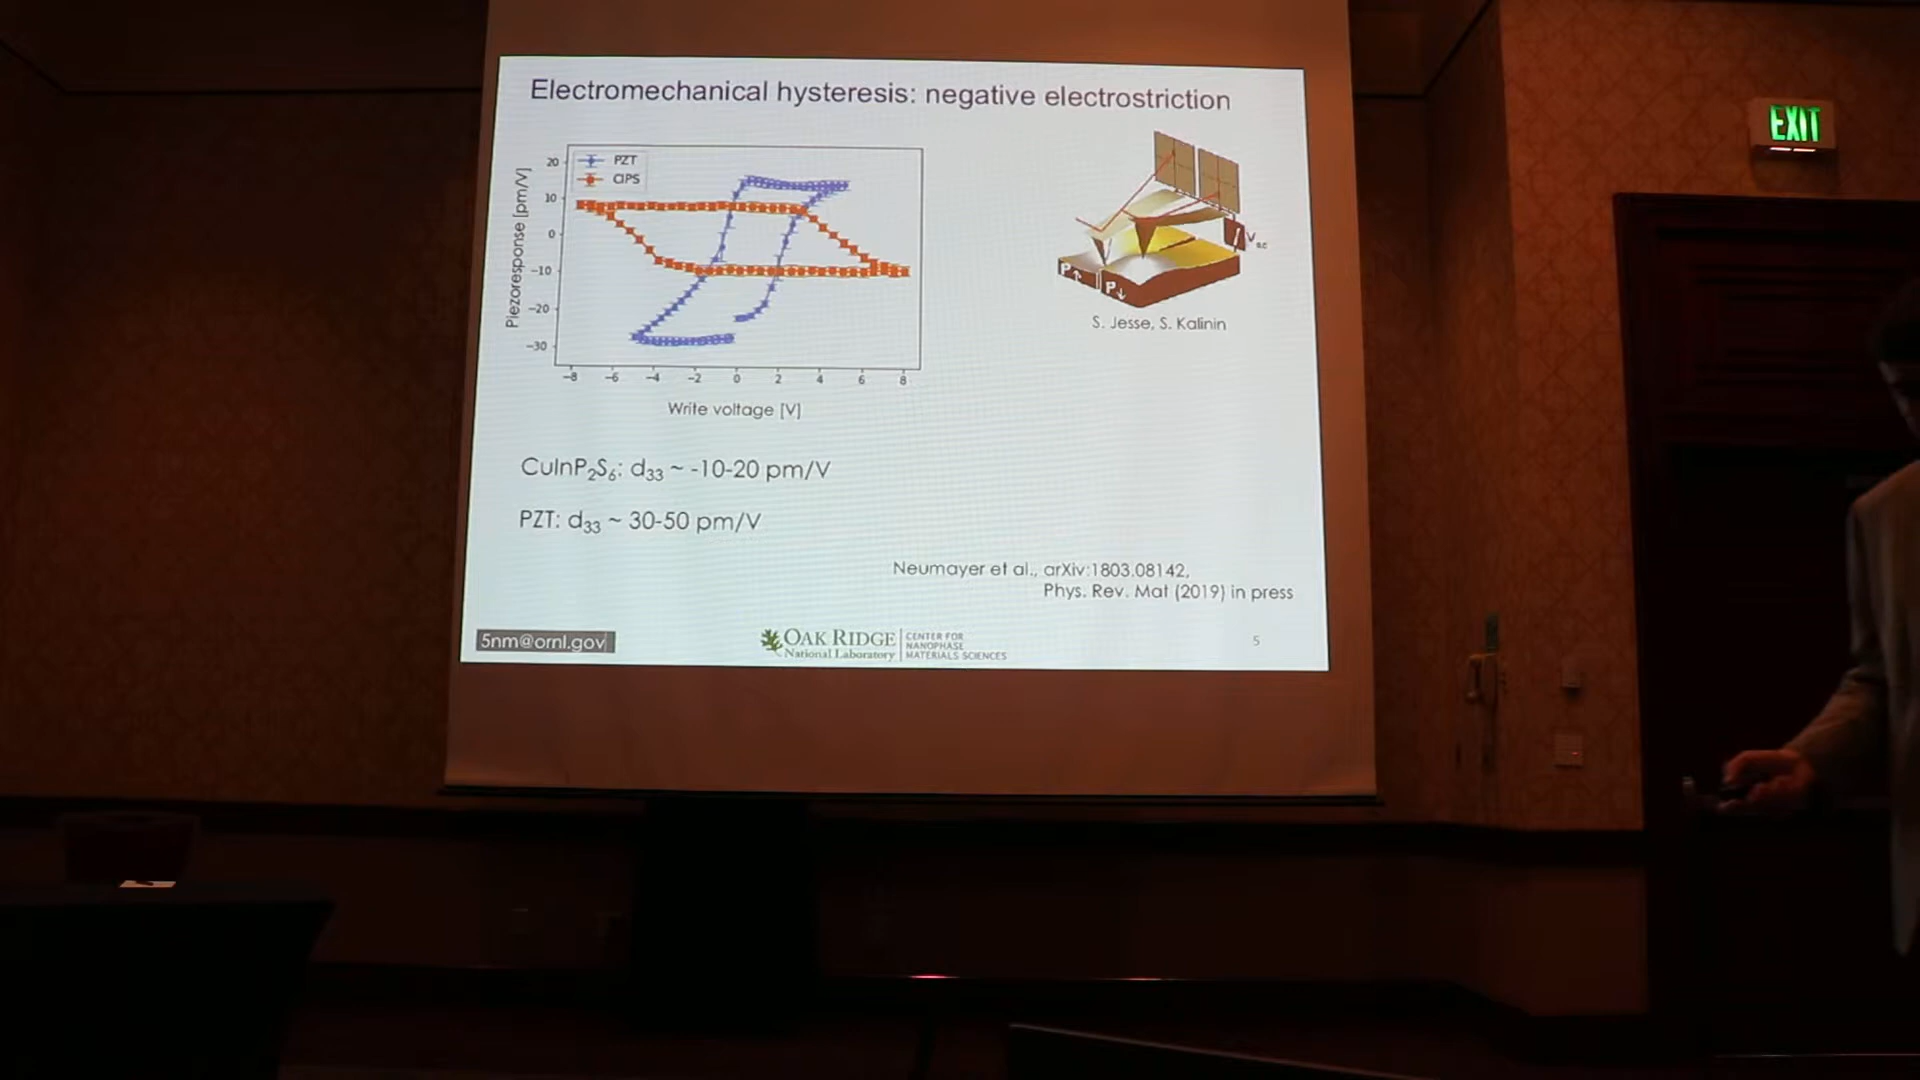 Electromechanical hysteresis: negative electrostriction
Piezoresponse [pm/V]
20
10
0
−10
−20
−30
PZT
CIPS
−8 −6 −4 −2 0 2 4 6 8
Write voltage [V]
P↑
P↓
Vac
S. Jesse, S. Kalinin
CuInP₂S₆: d₃₃ ~ -10-20 pm/V
PZT: d₃₃ ~ 30-50 pm/V
Neumayer et al., arXiv:1803.08142,
Phys. Rev. Mat (2019) in press
5nm@ornl.gov
OAK RIDGE
National Laboratory
CENTER FOR
NANOPHASE
MATERIALS SCIENCES
5
EXIT